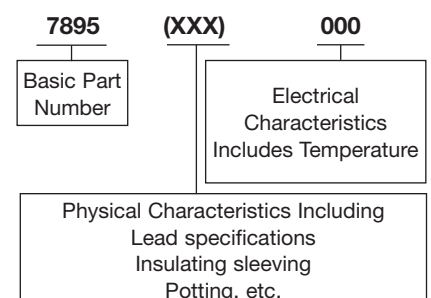 7895 (XXX) 000
Basic Part
Number
Electrical
Characteristics
Includes Temperature
Physical Characteristics Including
Lead specifications
Insulating sleeving
Potting, etc.